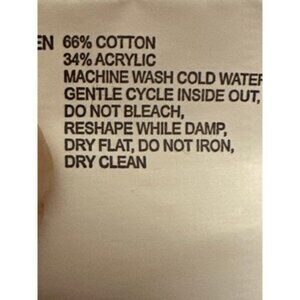 EN 66% COTTON
34% ACRYLIC
MACHINE WASH COLD WATER
GENTLE CYCLE INSIDE OUT,
DO NOT BLEACH,
RESHAPE WHILE DAMP,
DRY FLAT, DO NOT IRON,
DRY CLEAN